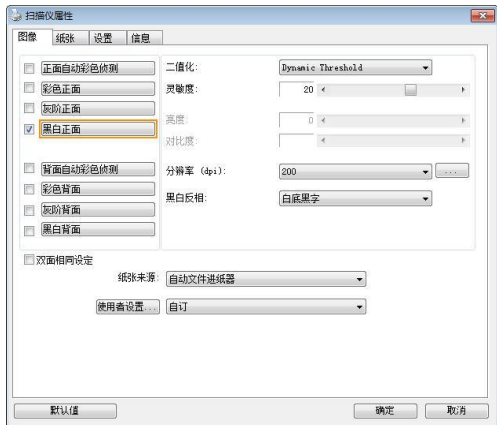 扫描仪属性
图像 纸张 设置 信息
正面自动彩色侦测
彩色正面
灰阶正面
黑白正面
背面自动彩色侦测
彩色背面
灰阶背面
黑白背面
二值化: Dynamic Threshold
灵敏度: 20
亮度: 0
对比度:
分辨率 (dpi): 200 ...
黑白反相: 白底黑字
双面相同设定
纸张来源: 自动文件进纸器
使用者设置... 自订
默认值 确定 取消